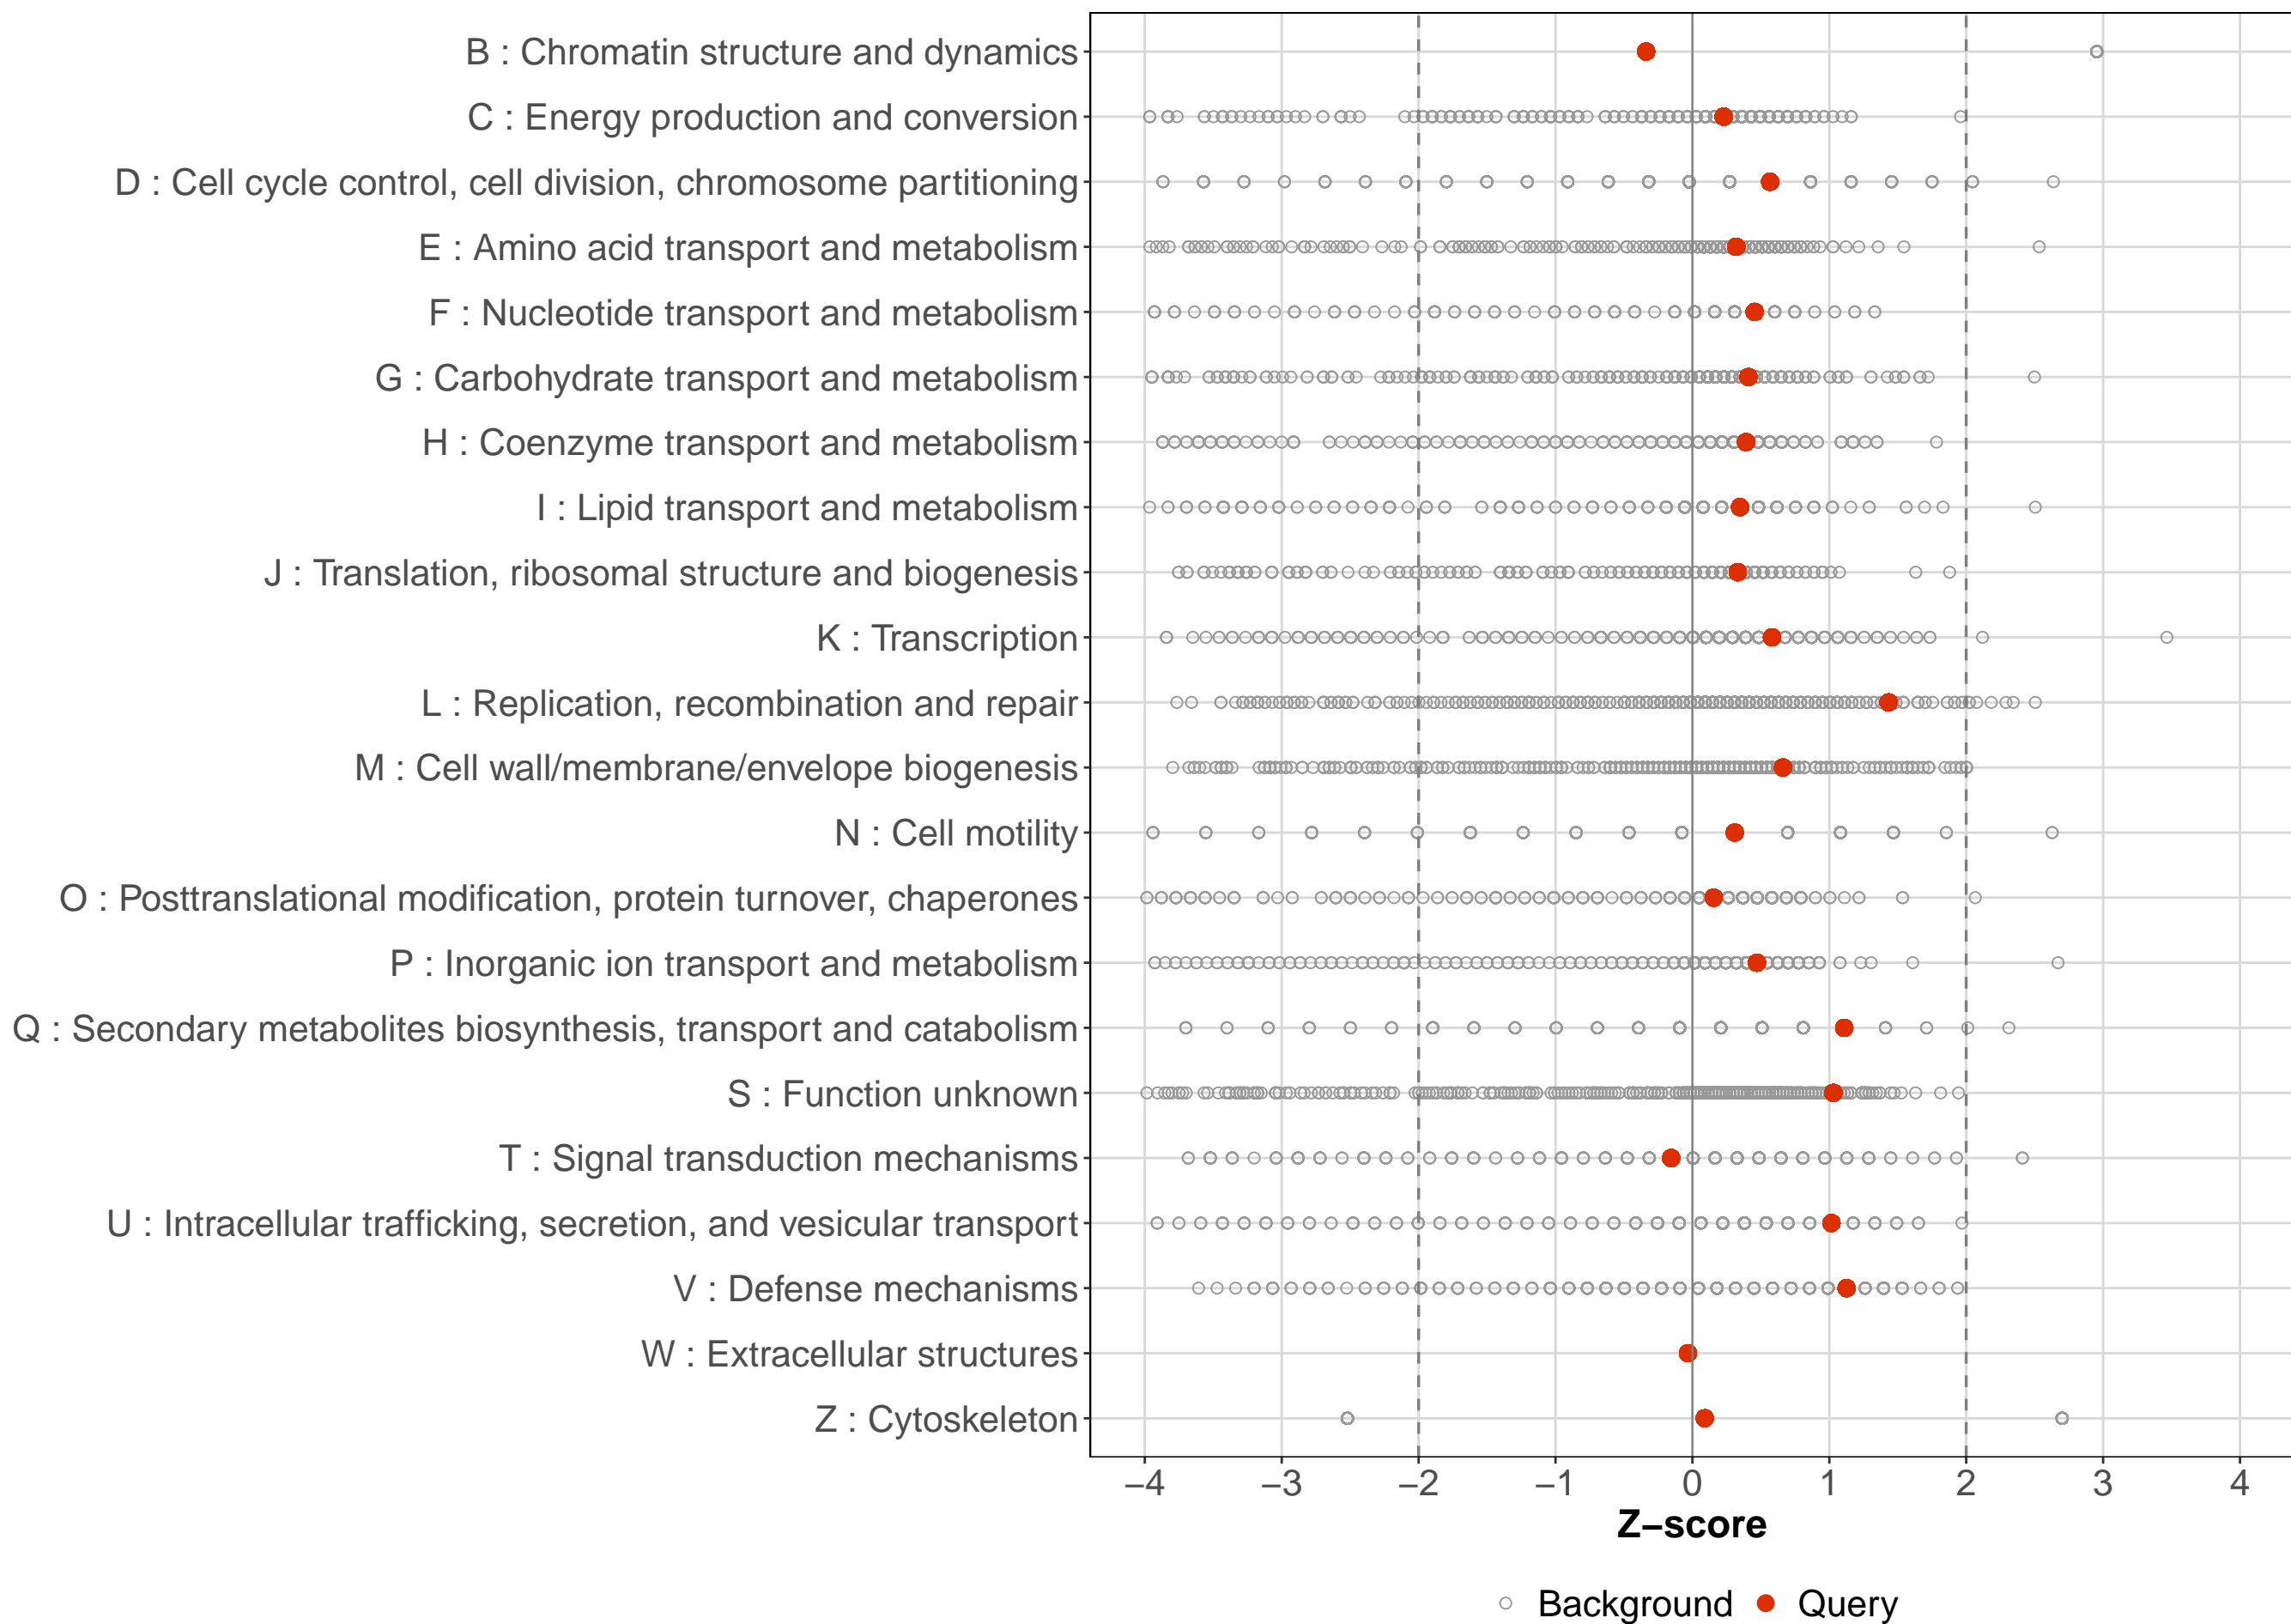 B : Chromatin structure and dynamics
C : Energy production and conversion
D : Cell cycle control, cell division, chromosome partitioning
E : Amino acid transport and metabolism
F : Nucleotide transport and metabolism
G : Carbohydrate transport and metabolism
H : Coenzyme transport and metabolism
I : Lipid transport and metabolism
J : Translation, ribosomal structure and biogenesis
K : Transcription
L : Replication, recombination and repair
M : Cell wall/membrane/envelope biogenesis
N : Cell motility
O : Posttranslational modification, protein turnover, chaperones
P : Inorganic ion transport and metabolism
Q : Secondary metabolites biosynthesis, transport and catabolism
S : Function unknown
T : Signal transduction mechanisms
U : Intracellular trafficking, secretion, and vesicular transport
V : Defense mechanisms
W : Extracellular structures
Z : Cytoskeleton
−4 −3 −2 −1 0 1 2 3 4
Z−score
Background Query